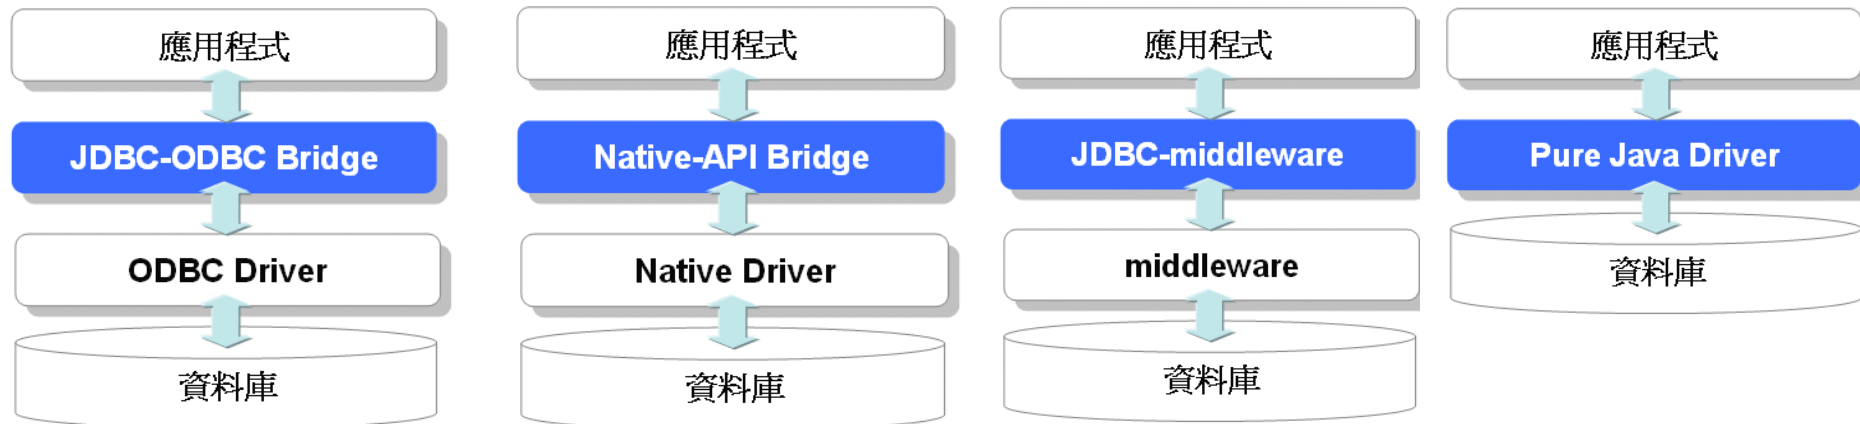 應用程式
JDBC-ODBC Bridge
ODBC Driver
資料庫
應用程式
Native-API Bridge
Native Driver
資料庫
應用程式
JDBC-middleware
middleware
資料庫
應用程式
Pure Java Driver
資料庫